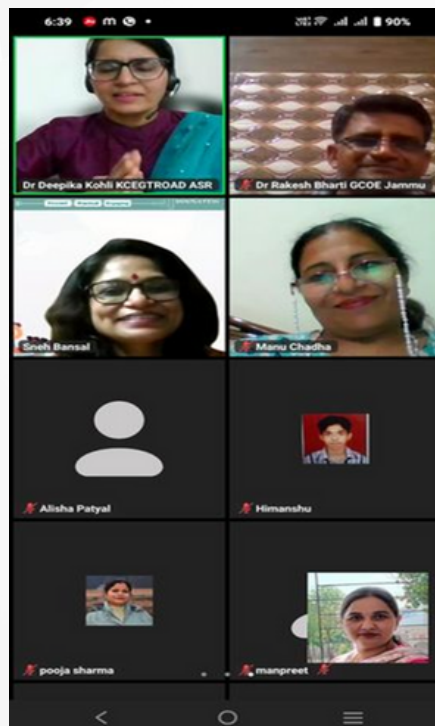 6:39 m 90%
Dr Deepika Kohli KCEGTROAD ASR
Dr Rakesh Bharti GCOE Jammu
Sneh Bansal
Manu Chadha
Alisha Patyal
Himanshu
pooja sharma
manpreet